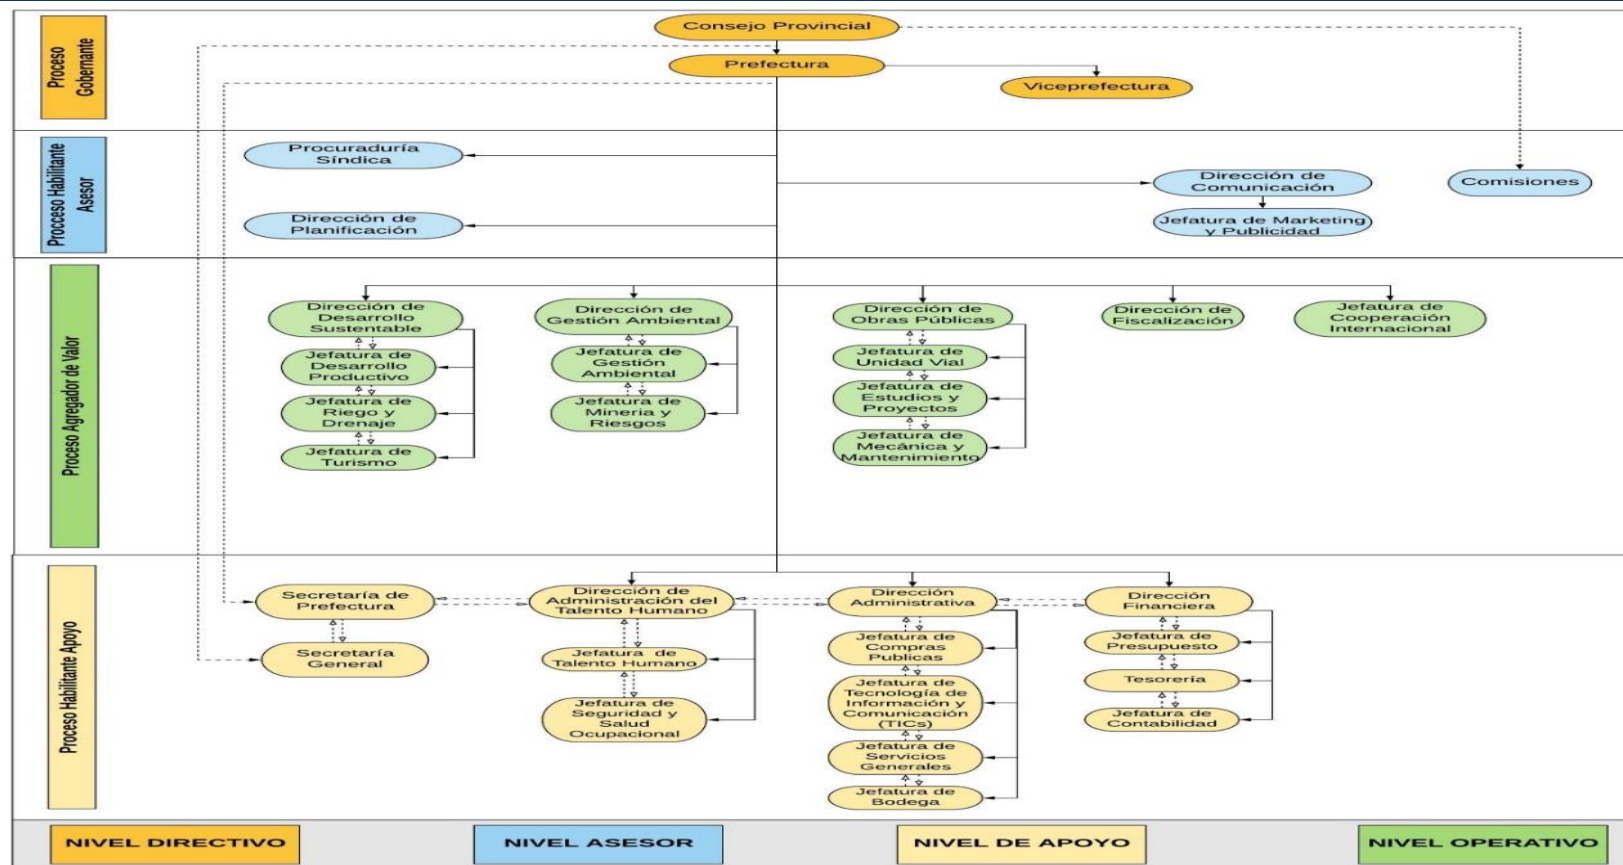 Proceso
Gobernante
Consejo Provincial
Prefectura
Viceprefectura
Procceso Habilitante
Asesor
Procuraduría
Síndica
Dirección de
Comunicación
Comisiones
Dirección de
Planificación
Jefatura de Marketing
y Publicidad
Proceso Agregador de Valor
Dirección de
Desarrollo
Sustentable
Jefatura de
Desarrollo
Productivo
Jefatura de
Riego y
Drenaje
Jefatura de
Turismo
Dirección de
Gestión Ambiental
Jefatura de
Gestión
Ambiental
Jefatura de
Mineria y
Riesgos
Dirección de
Obras Públicas
Jefatura de
Unidad Vial
Jefatura de
Estudios y
Proyectos
Jefatura de
Mecánica y
Mantenimiento
Dirección de
Fiscalización
Jefatura de
Cooperación
Internacional
Proceso Habilitante Apoyo
Secretaría de
Prefectura
Secretaría
General
Dirección de
Administración del
Talento Humano
Jefatura de
Talento Humano
Jefatura de
Seguridad y
Salud
Ocupacional
Dirección
Administrativa
Jefatura de
Compras
Publicas
Jefatura de
Tecnología de
Información y
Comunicación
(TICs)
Jefatura de
Servicios
Generales
Jefatura de
Bodega
Dirección
Financiera
Jefatura de
Presupuesto
Tesorería
Jefatura de
Contabilidad
NIVEL DIRECTIVO
NIVEL ASESOR
NIVEL DE APOYO
NIVEL OPERATIVO